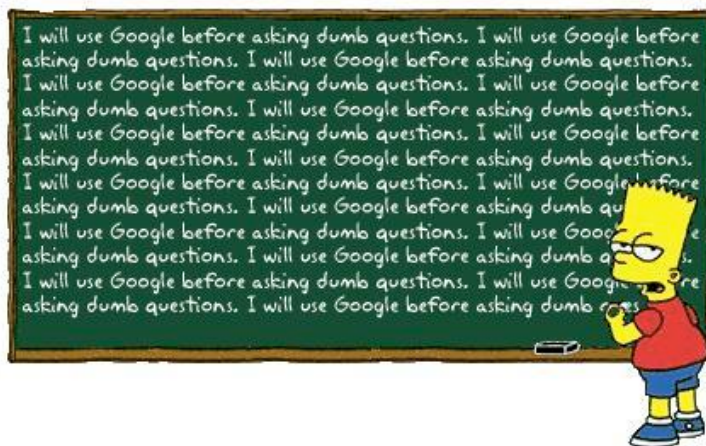 I will use Google before asking dumb questions. I will use Google before
asking dumb questions. I will use Google before asking dumb questions.
I will use Google before asking dumb questions. I will use Google before
asking dumb questions. I will use Google before asking dumb questions.
I will use Google before asking dumb questions. I will use Google before
asking dumb questions. I will use Google before asking dumb questions.
I will use Google before asking dumb questions. I will use Google before
asking dumb questions. I will use Google before asking dumb
I will use Google before asking dumb questions. I will use
asking dumb questions. I will use Google before asking dumb
I will use Google before asking dumb questions. I will use
asking dumb questions. I will use Google before asking dumb